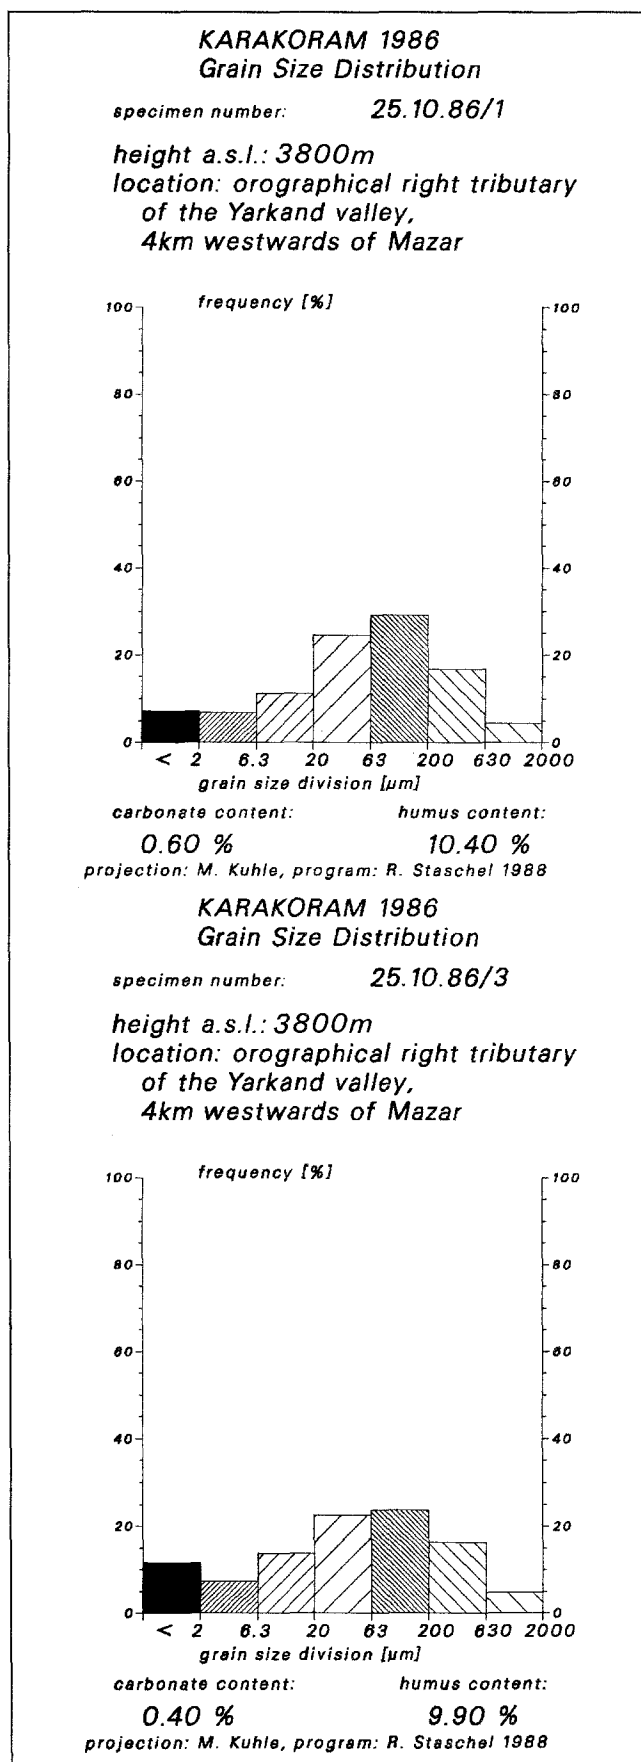 KARAKORAM 1986
Grain Size Distribution
specimen number: 25.10.86/1
height a.s.l.: 3800m
location: orographical right tributary
of the Yarkand valley,
4km westwards of Mazar
frequency [%]
100 100
80 80
60 60
40 40
20 20
0 0
< 2 6.3 20 63 200 630 2000
grain size division [µm]
carbonate content: humus content:
0.60 % 10.40 %
projection: M. Kuhle, program: R. Staschel 1988
KARAKORAM 1986
Grain Size Distribution
specimen number: 25.10.86/3
height a.s.l.: 3800m
location: orographical right tributary
of the Yarkand valley,
4km westwards of Mazar
frequency [%]
100 100
80 80
60 60
40 40
20 20
0 0
< 2 6.3 20 63 200 630 2000
grain size division [µm]
carbonate content: humus content:
0.40 % 9.90 %
projection: M. Kuhle, program: R. Staschel 1988